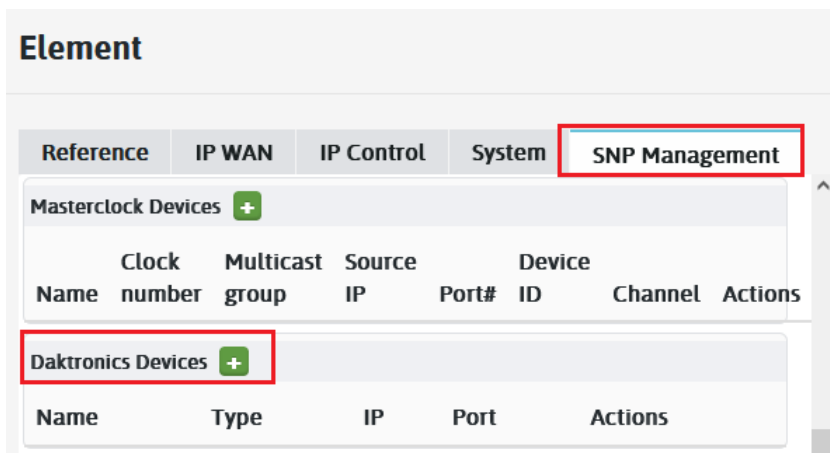 Element
Reference IP WAN IP Control System SNP Management
Masterclock Devices +
Name Clock number Multicast group Source IP Port# Device ID Channel Actions
Daktronics Devices +
Name Type IP Port Actions